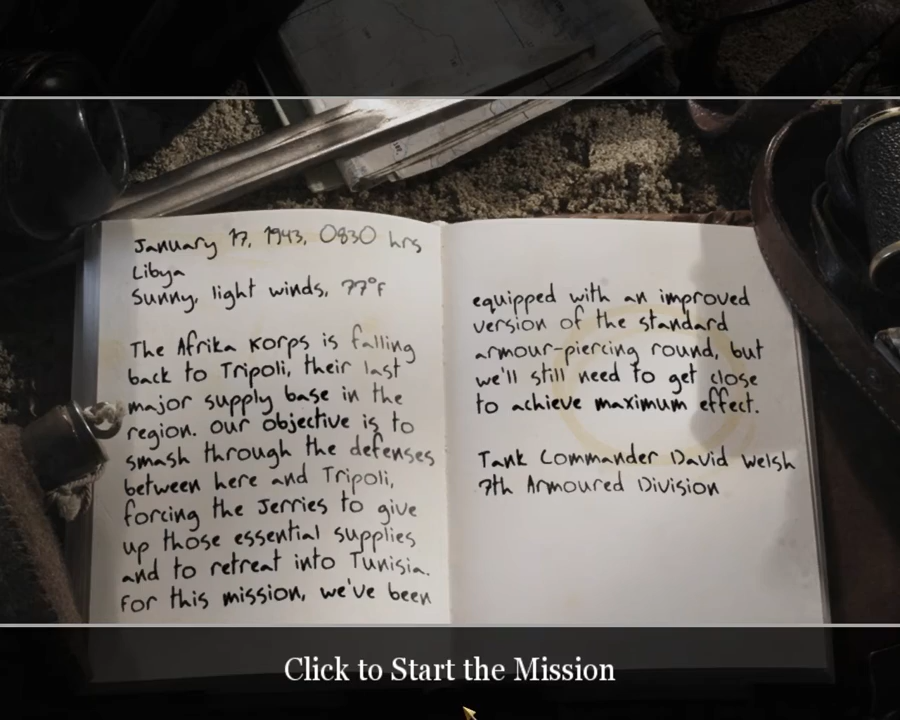 January 17, 1943, 0830 hrs
Libya
Sunny, light winds, 77°F
The Afrika Korps is falling
back to Tripoli, their last
major supply base in the
region. Our objective is to
smash through the defenses
between here and Tripoli,
forcing the Jerries to give
up those essential supplies
and to retreat into Tunisia.
For this mission, we've been
equipped with an improved
version of the standard
armour-piercing round, but
we'll still need to get close
to achieve maximum effect.
Tank Commander David Welsh
7th Armoured Division
Click to Start the Mission